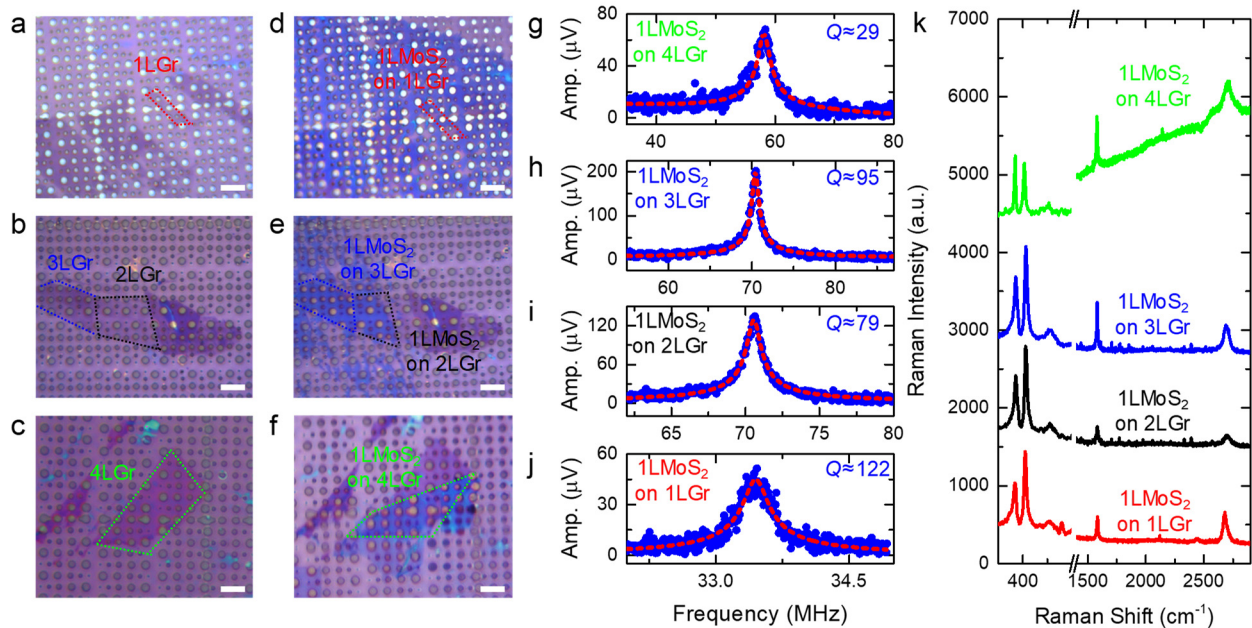 a
1LGr
b
3LGr
2LGr
c
4LGr
d
1LMoS₂
on 1LGr
e
1LMoS₂
on 3LGr
1LMoS₂
on 2LGr
f
1LMoS₂
on 4LGr
g
Amp. (μV)
80
40
0
1LMoS₂
on 4LGr
Q≈29
40
60
80
h
Amp. (μV)
200
100
0
1LMoS₂
on 3LGr
Q≈95
60
70
80
i
Amp. (μV)
120
60
0
1LMoS₂
on 2LGr
Q≈79
65
70
75
80
j
Amp. (μV)
60
30
0
1LMoS₂
on 1LGr
Q≈122
33.0
34.5
Frequency (MHz)
k
Raman Intensity (a.u.)
7000
6000
5000
4000
3000
2000
1000
0
1LMoS₂
on 4LGr
1LMoS₂
on 3LGr
1LMoS₂
on 2LGr
1LMoS₂
on 1LGr
400
1500
2000
2500
Raman Shift (cm⁻¹)